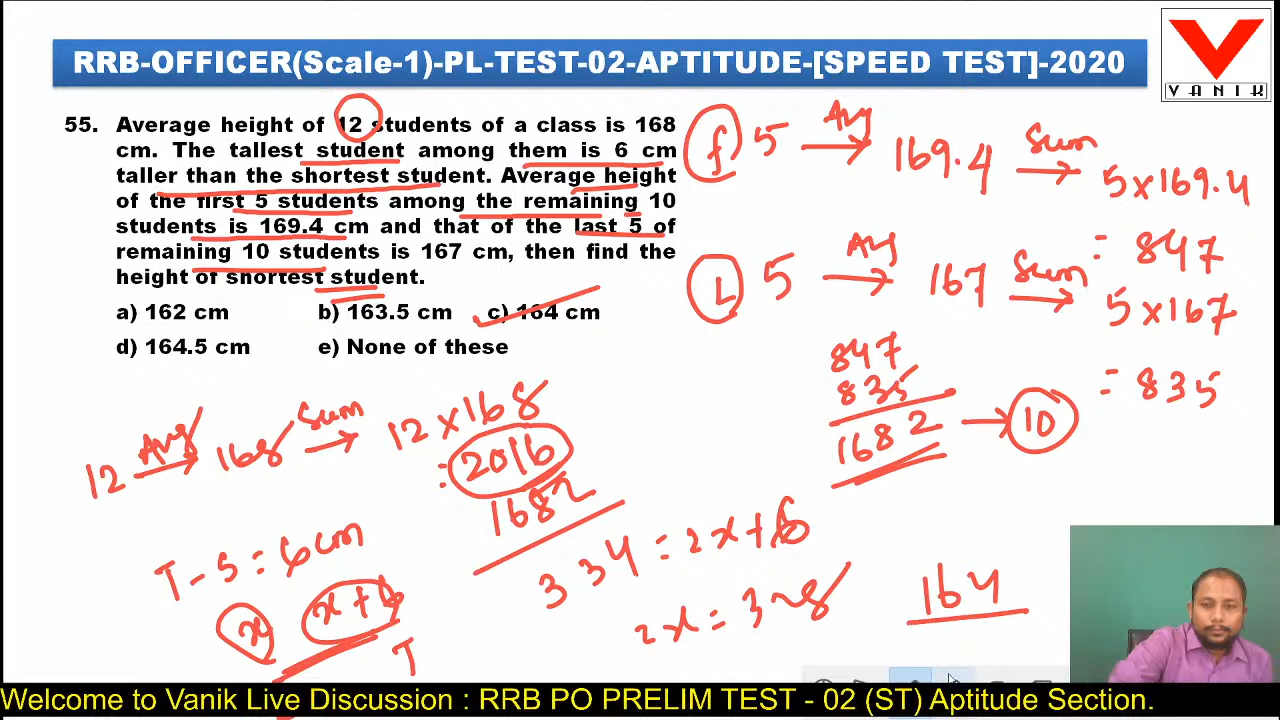 RRB-OFFICER(Scale-1)-PL-TEST-02-APTITUDE-[SPEED TEST]-2020
VANIK
55. Average height of 12 students of a class is 168
cm. The tallest student among them is 6 cm
taller than the shortest student. Average height
of the first 5 students among the remaining 10
students is 169.4 cm and that of the last 5 of
remaining 10 students is 167 cm, then find the
height of shortest student.
a) 162 cm b) 163.5 cm c) 164 cm
d) 164.5 cm e) None of these
f 5 Avg → 169.4 Sum → 5×169.4
= 847
L 5 Avg → 167 Sum → 5×167
= 835
847
835
1682 → 10
12 Avg → 168 Sum → 12×168
: 2016
1682
334 = 2x+6
2x = 328
164
T-S = 6cm
x x+6
T
Welcome to Vanik Live Discussion : RRB PO PRELIM TEST - 02 (ST) Aptitude Section.